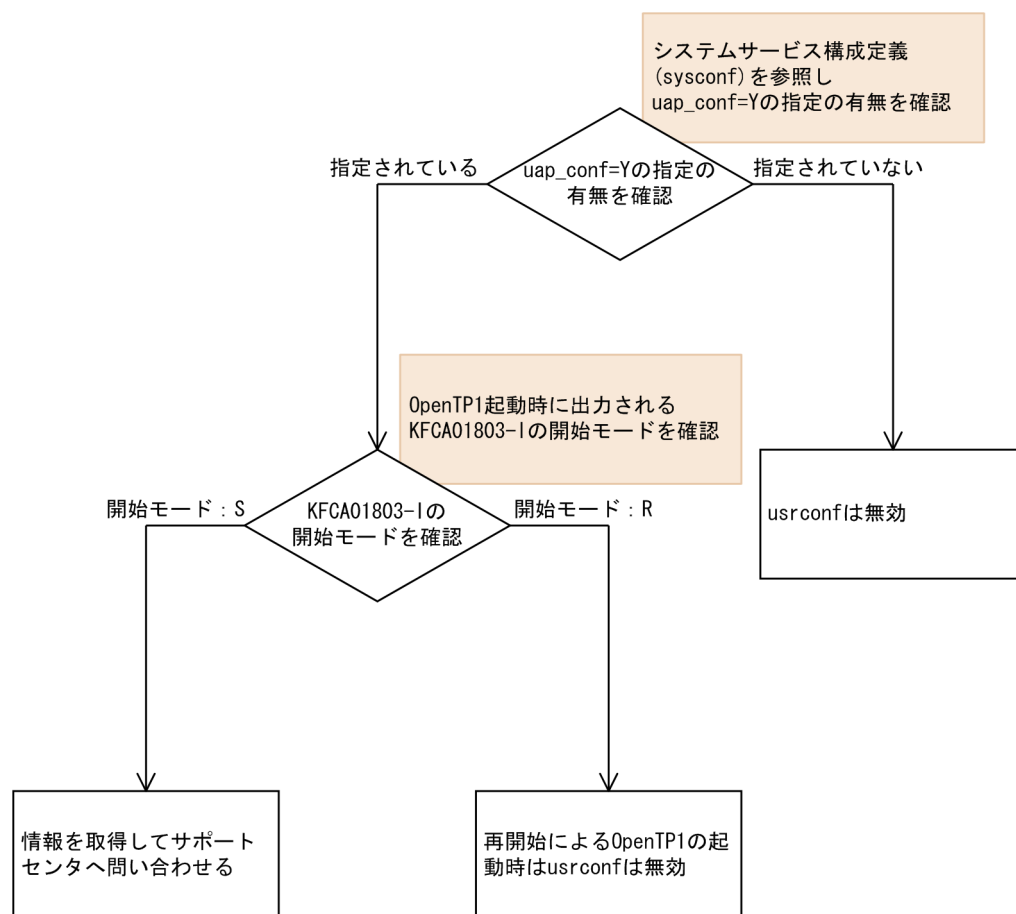 システムサービス構成定義
(sysconf)を参照し
uap_conf=Yの指定の有無を確認
指定されている
uap_conf=Yの指定の
有無を確認
指定されていない
OpenTP1起動時に出力される
KFCA01803-Iの開始モードを確認
開始モード：S
KFCA01803-Iの
開始モードを確認
開始モード：R
usrconfは無効
情報を取得してサポート
センタへ問い合わせる
再開始によるOpenTP1の起
動時はusrconfは無効